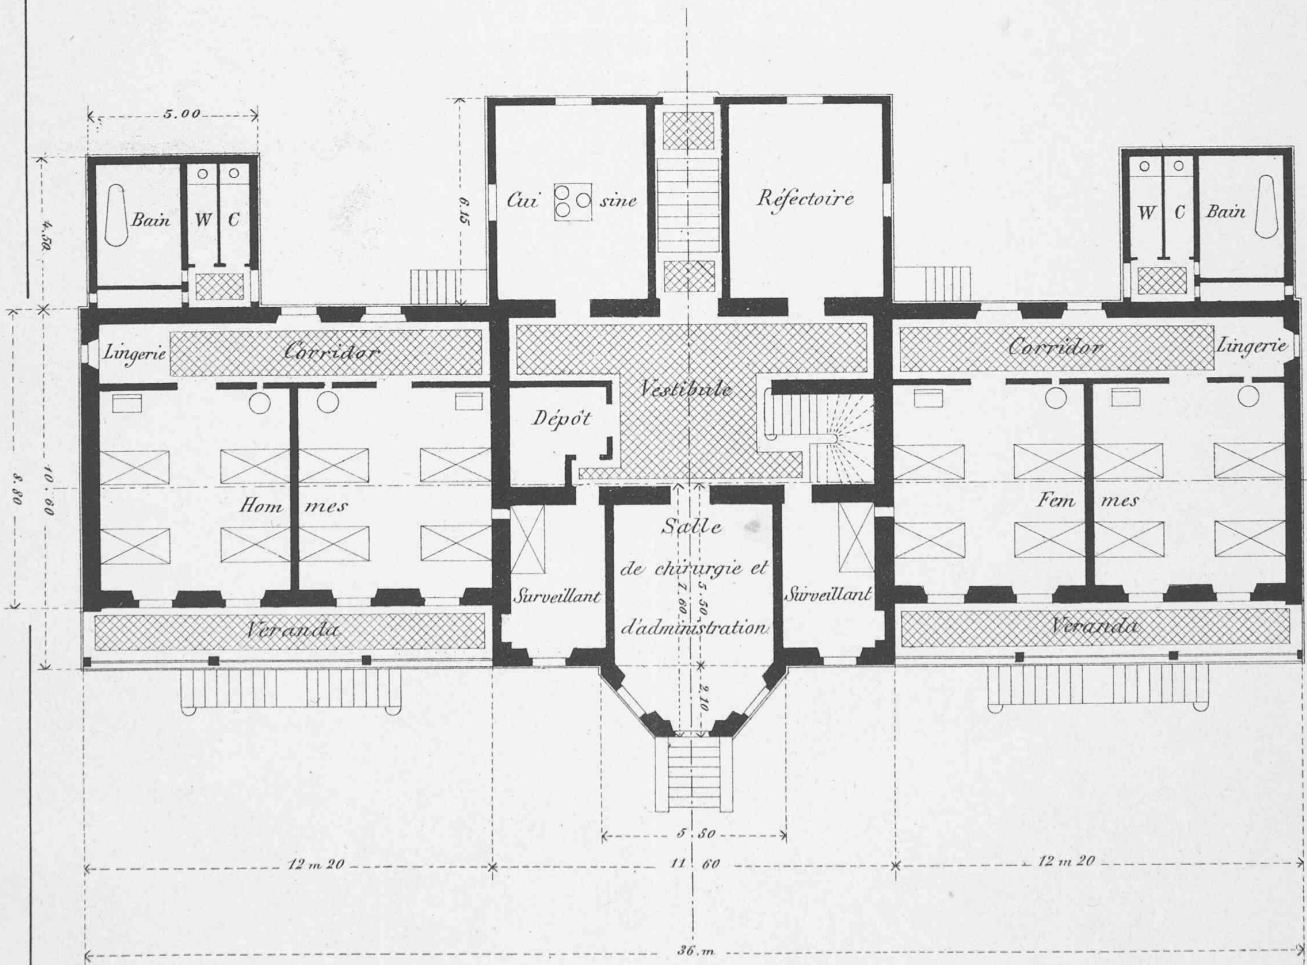 5.00
4.50
6.15
Bain
W
C
Cui
sine
Réfectoire
W
C
Bain
Lingerie
Corridor
Vestibule
Corridor
Lingerie
Dépôt
8.80
10.60
Hom
mes
Fem
mes
Salle
de chirurgie et
d'administration
7.60
5.50
Surveillant
Surveillant
Veranda
Veranda
2.10
5.50
12 m 20
11 60
12 m 20
36.m